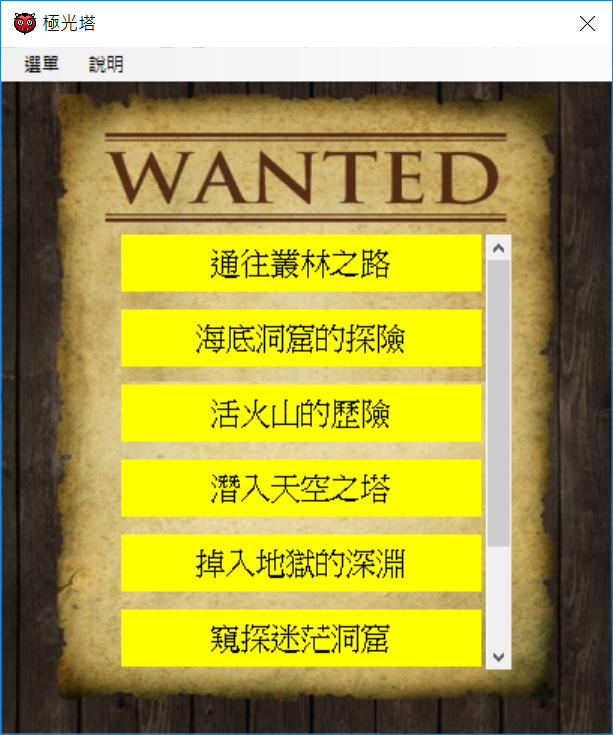 極光塔
選單 說明
WANTED
通往叢林之路
海底洞窟的探險
活火山的歷險
潛入天空之塔
掉入地獄的深淵
窺探迷茫洞窟